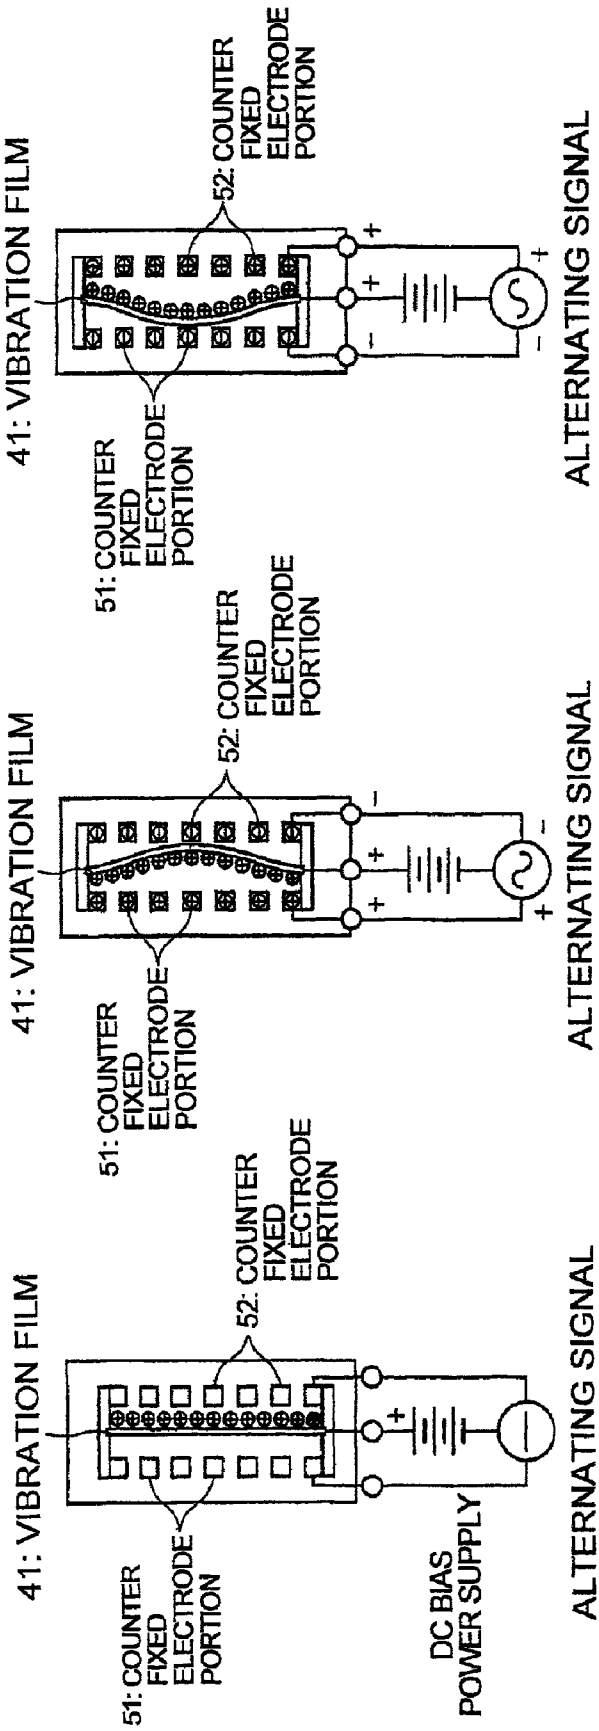 41: VIBRATION FILM
51: COUNTER
FIXED
ELECTRODE
PORTION
52: COUNTER
FIXED
ELECTRODE
PORTION
+
DC BIAS
POWER SUPPLY
ALTERNATING SIGNAL
41: VIBRATION FILM
51: COUNTER
FIXED
ELECTRODE
PORTION
52: COUNTER
FIXED
ELECTRODE
PORTION
+ + −
+ −
ALTERNATING SIGNAL
41: VIBRATION FILM
51: COUNTER
FIXED
ELECTRODE
PORTION
52: COUNTER
FIXED
ELECTRODE
PORTION
− + +
− +
ALTERNATING SIGNAL